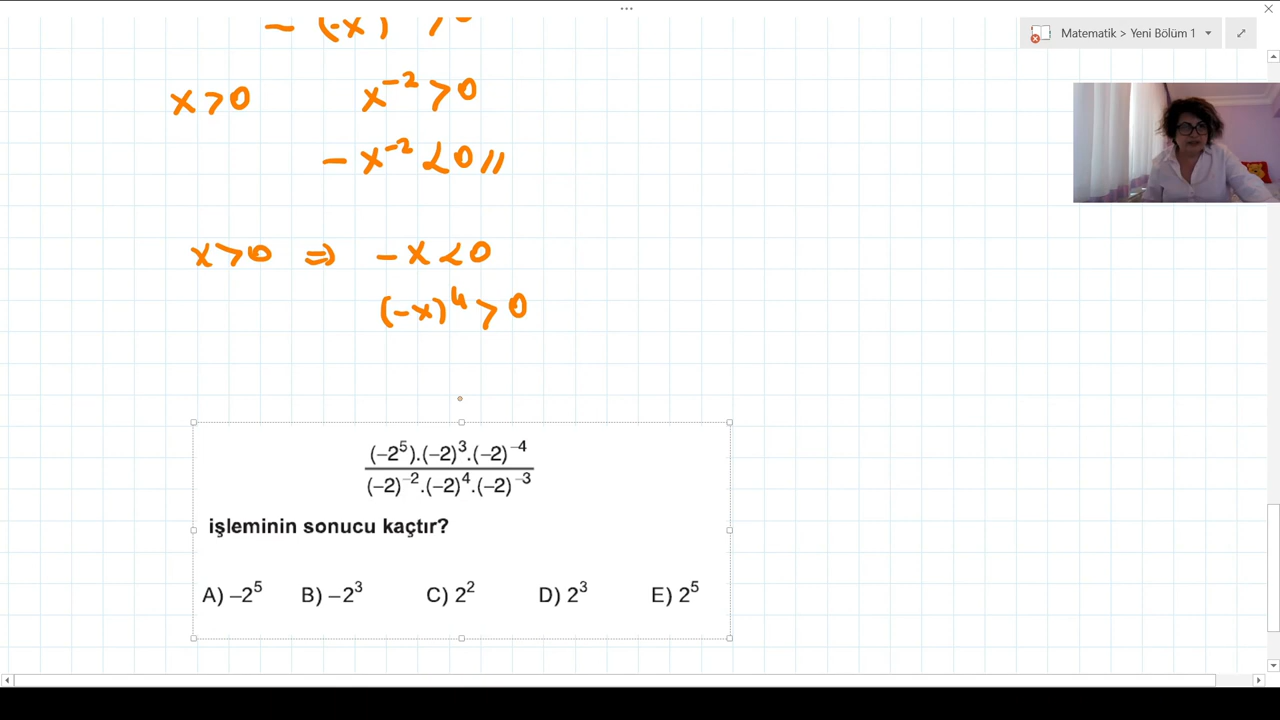 Matematik > Yeni Bölüm 1
- (-x) > 0
x > 0 x⁻² > 0
- x⁻² < 0 //
x > 0 ⇒ - x < 0
(-x)⁴ > 0
(–2⁵).(–2)³.(–2)⁻⁴
(–2)⁻².(–2)⁴.(–2)⁻³
işleminin sonucu kaçtır?
A) –2⁵ B) –2³ C) 2² D) 2³ E) 2⁵